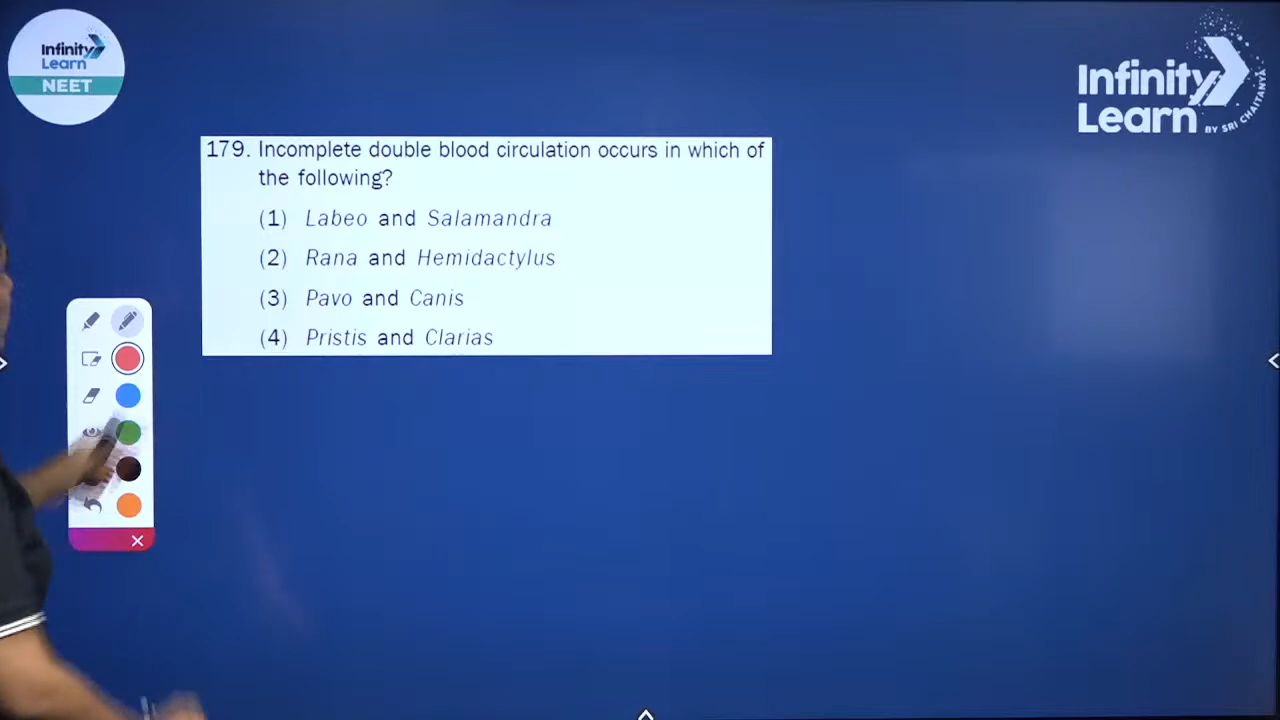 Infinity
Learn
NEET
Infinity
Learn
BY SRI CHAITANYA
179. Incomplete double blood circulation occurs in which of
the following?
(1) Labeo and Salamandra
(2) Rana and Hemidactylus
(3) Pavo and Canis
(4) Pristis and Clarias